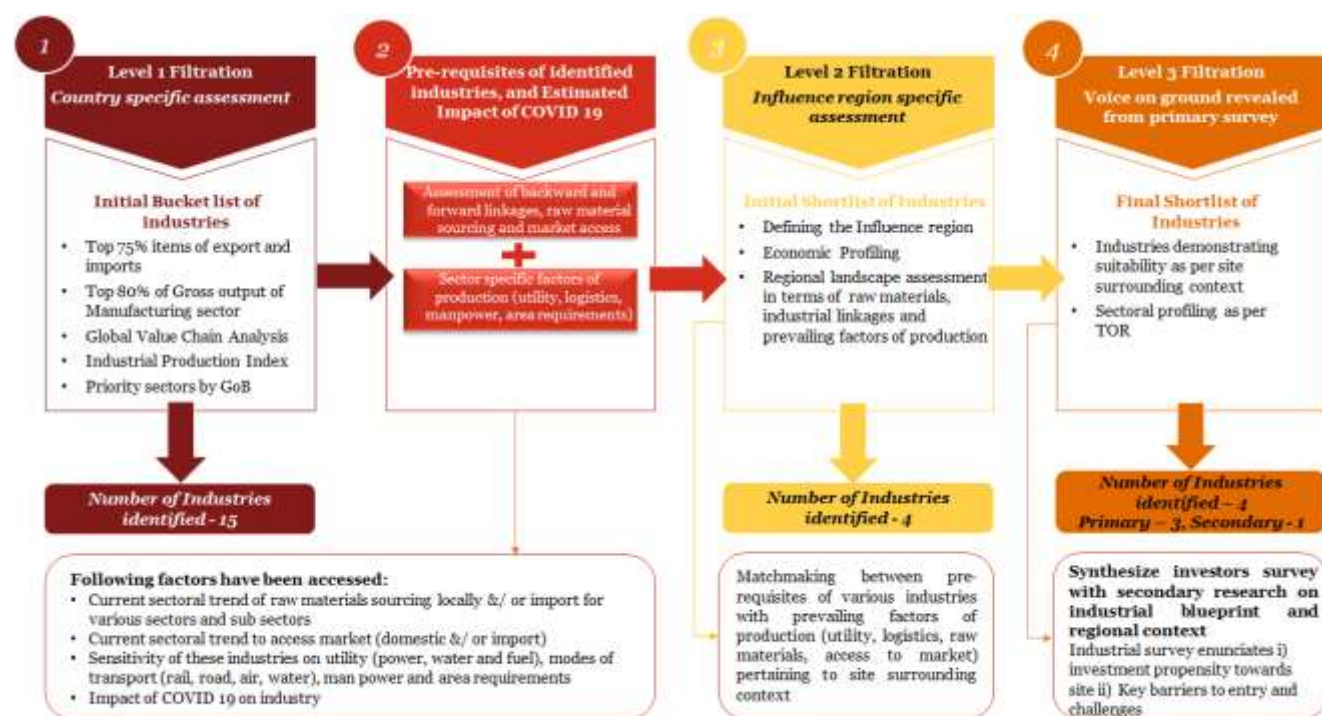 1
Level 1 Filtration
Country specific assessment
Initial Bucket list of
industries
• Top 75% items of export and
imports
• Top 80% of Gross output of
Manufacturing sector
• Global Value Chain Analysis
• Industrial Production Index
• Priority sectors by GoB
Number of Industries
identified - 15
2
Pre-requisites of identified
industries, and Estimated
Impact of COVID 19
Assessment of backward and
forward linkages, raw material
sourcing and market access
+
Sector specific factors of
production (utility, logistics,
manpower, area requirements)
Following factors have been accessed:
• Current sectoral trend of raw materials sourcing locally &/ or import for
various sectors and sub sectors
• Current sectoral trend to access market (domestic &/ or import)
• Sensitivity of these industries on utility (power, water and fuel), modes of
transport (rail, road, air, water), man power and area requirements
• Impact of COVID 19 on industry
3
Level 2 Filtration
Influence region specific
assessment
Initial Shortlist of Industries
• Defining the Influence region
• Economic Profiling
• Regional landscape assessment
in terms of raw materials,
industrial linkages and
prevailing factors of production
Number of Industries
identified - 4
Matchmaking between pre-
requisites of various industries
with prevailing factors of
production (utility, logistics, raw
materials, access to market)
pertaining to site surrounding
context
4
Level 3 Filtration
Voice on ground revealed
from primary survey
Final Shortlist of
Industries
• Industries demonstrating
suitability as per site
surrounding context
• Sectoral profiling as per
TOR
Number of Industries
identified – 4
Primary – 3, Secondary - 1
Synthesize investors survey
with secondary research on
industrial blueprint and
regional context
Industrial survey enunciates i)
investment propensity towards
site ii) Key barriers to entry and
challenges